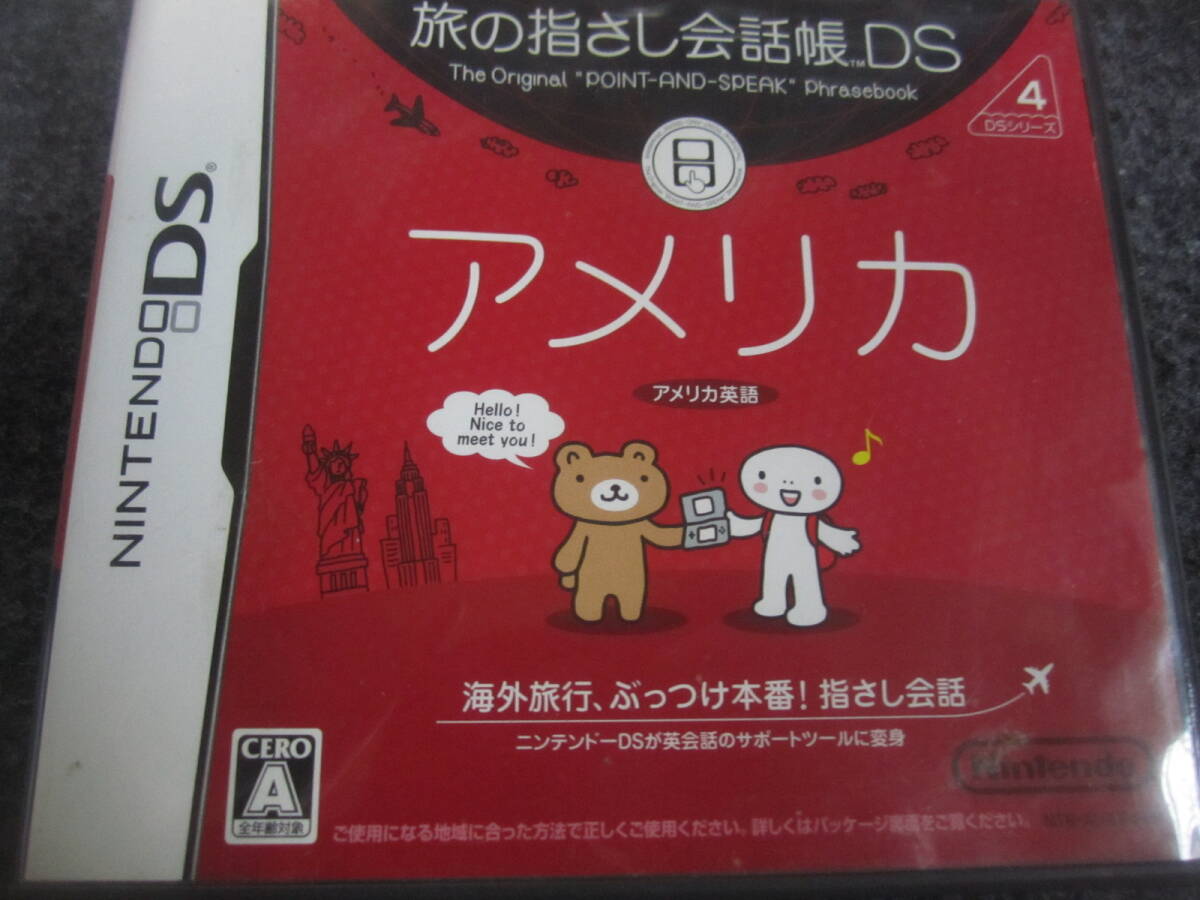 旅の指さし会話帳™DS
The Original "POINT-AND-SPEAK" Phrasebook
4
DSシリーズ
NINTENDO DS®
アメリカ
アメリカ英語
Hello!
Nice to
meet you!
海外旅行、ぶっつけ本番!指さし会話
ニンテンドーDSが英会話のサポートツールに変身
CERO
A
全年齢対象
Nintendo
ご使用になる地域に合った方法で正しくご使用ください。詳しくはパッケージ裏面をご覧ください。